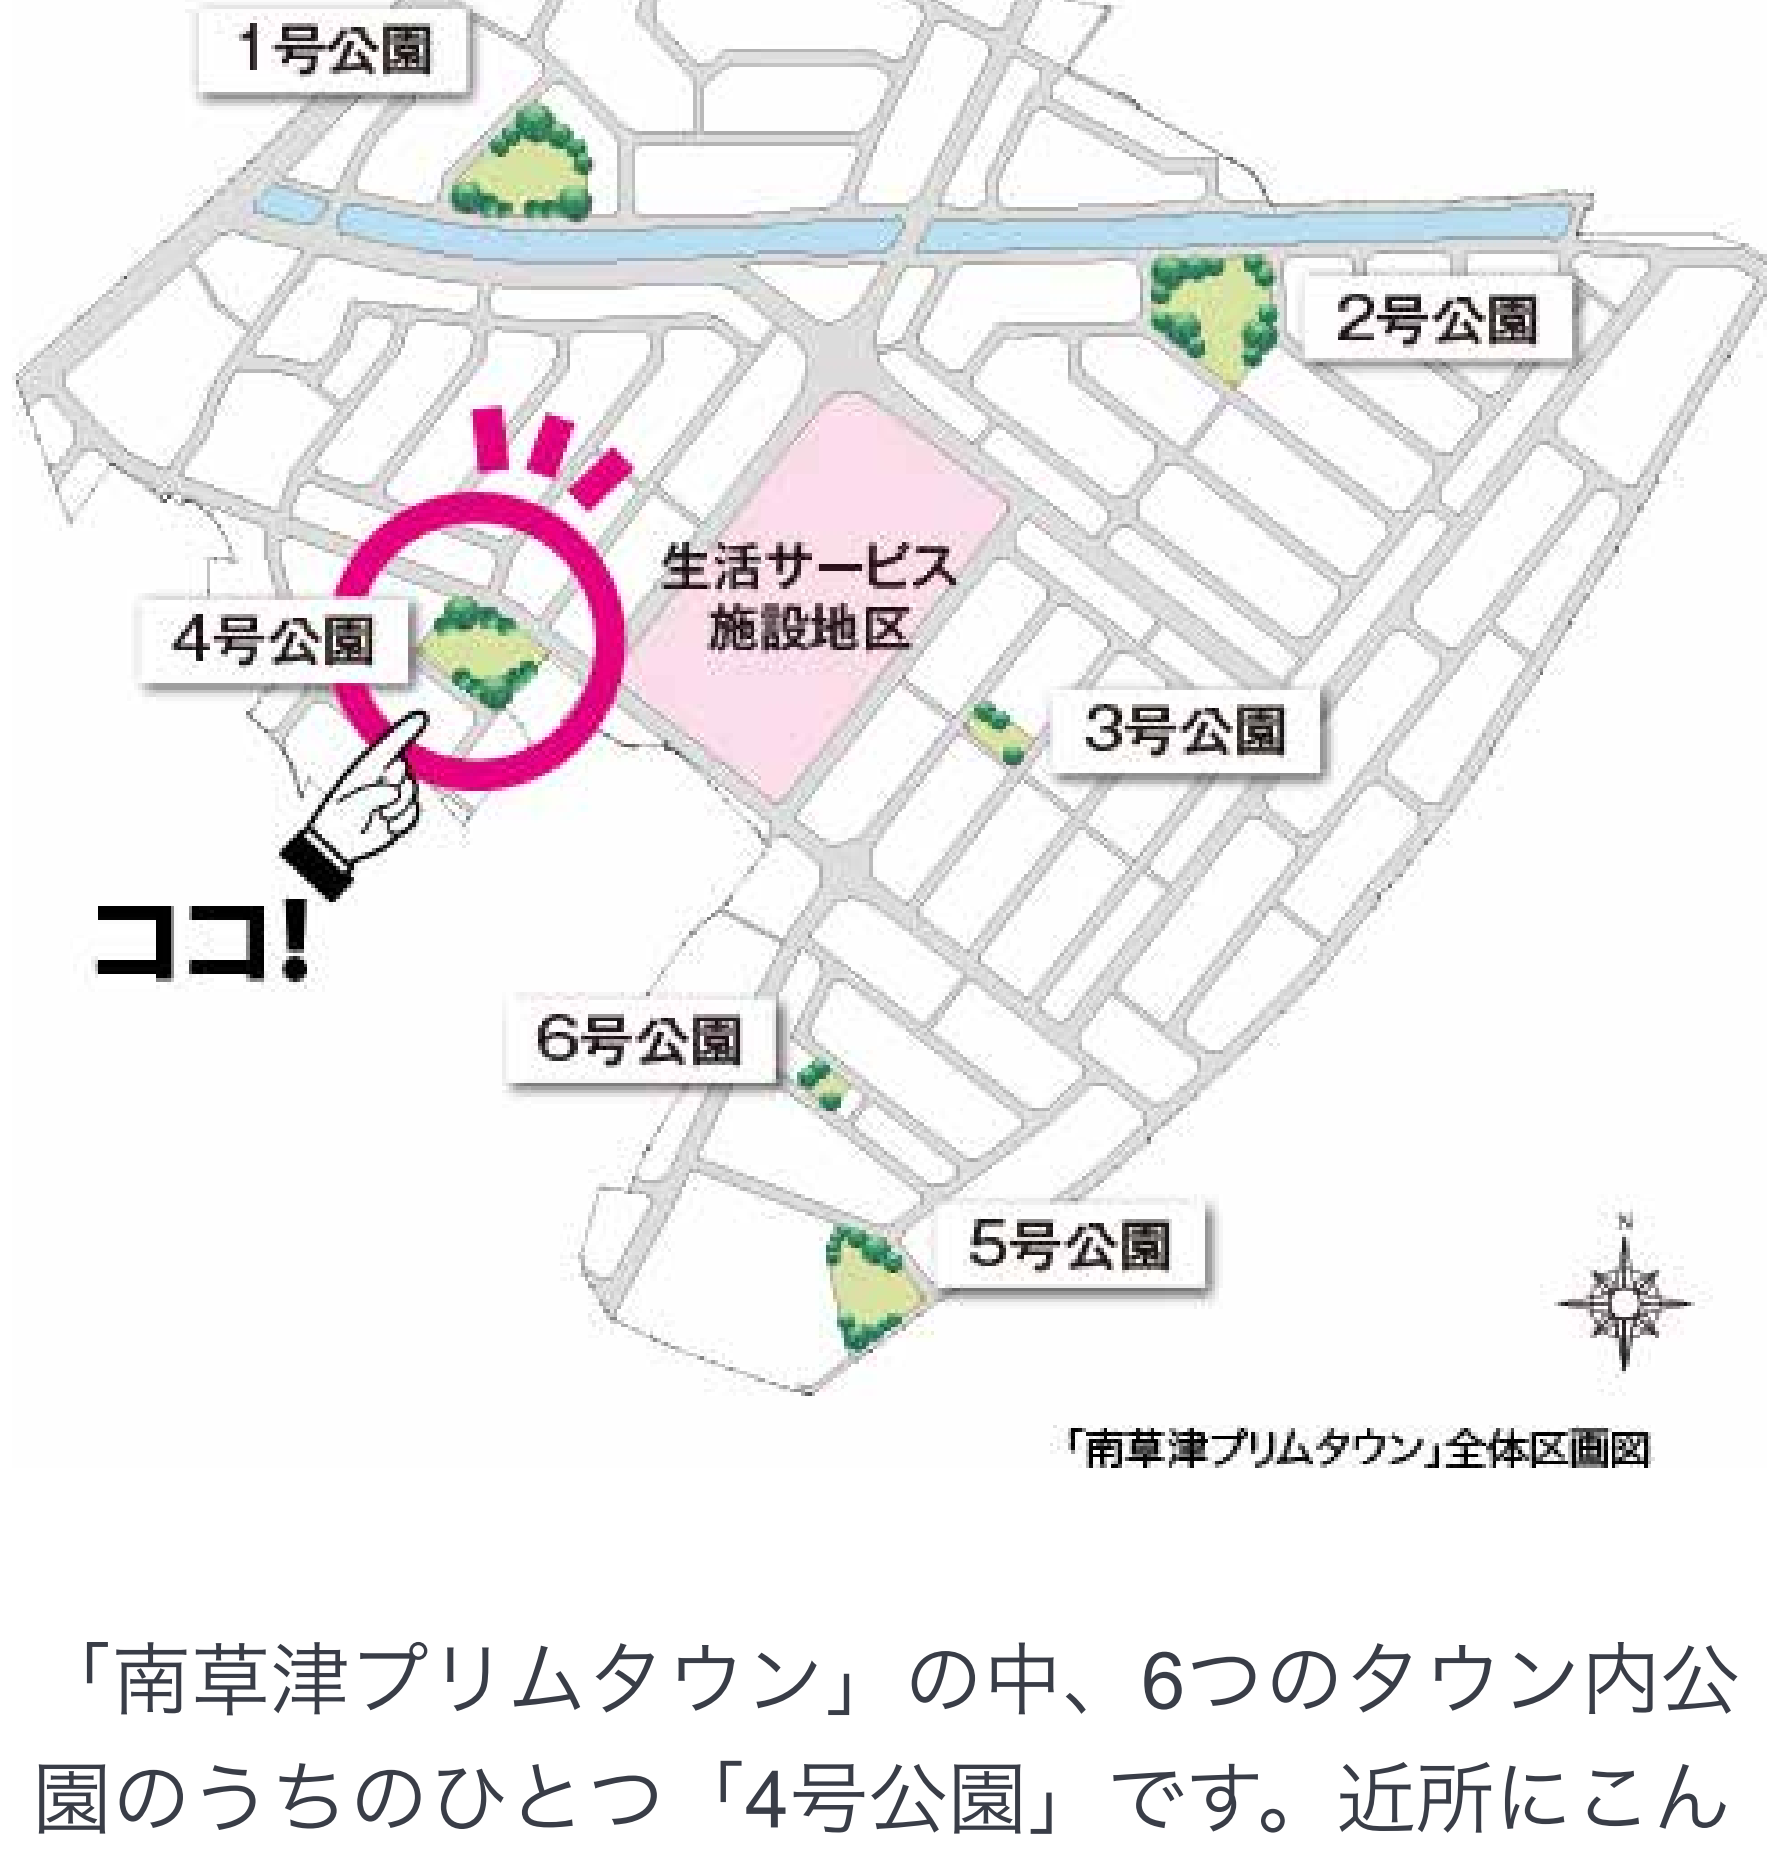 1号公園
2号公園
生活サービス
施設地区
4号公園
3号公園
ココ!
6号公園
5号公園
N
「南草津プリムタウン」全体区画図
「南草津プリムタウン」の中、6つのタウン内公
園のうちのひとつ「4号公園」です。近所にこん